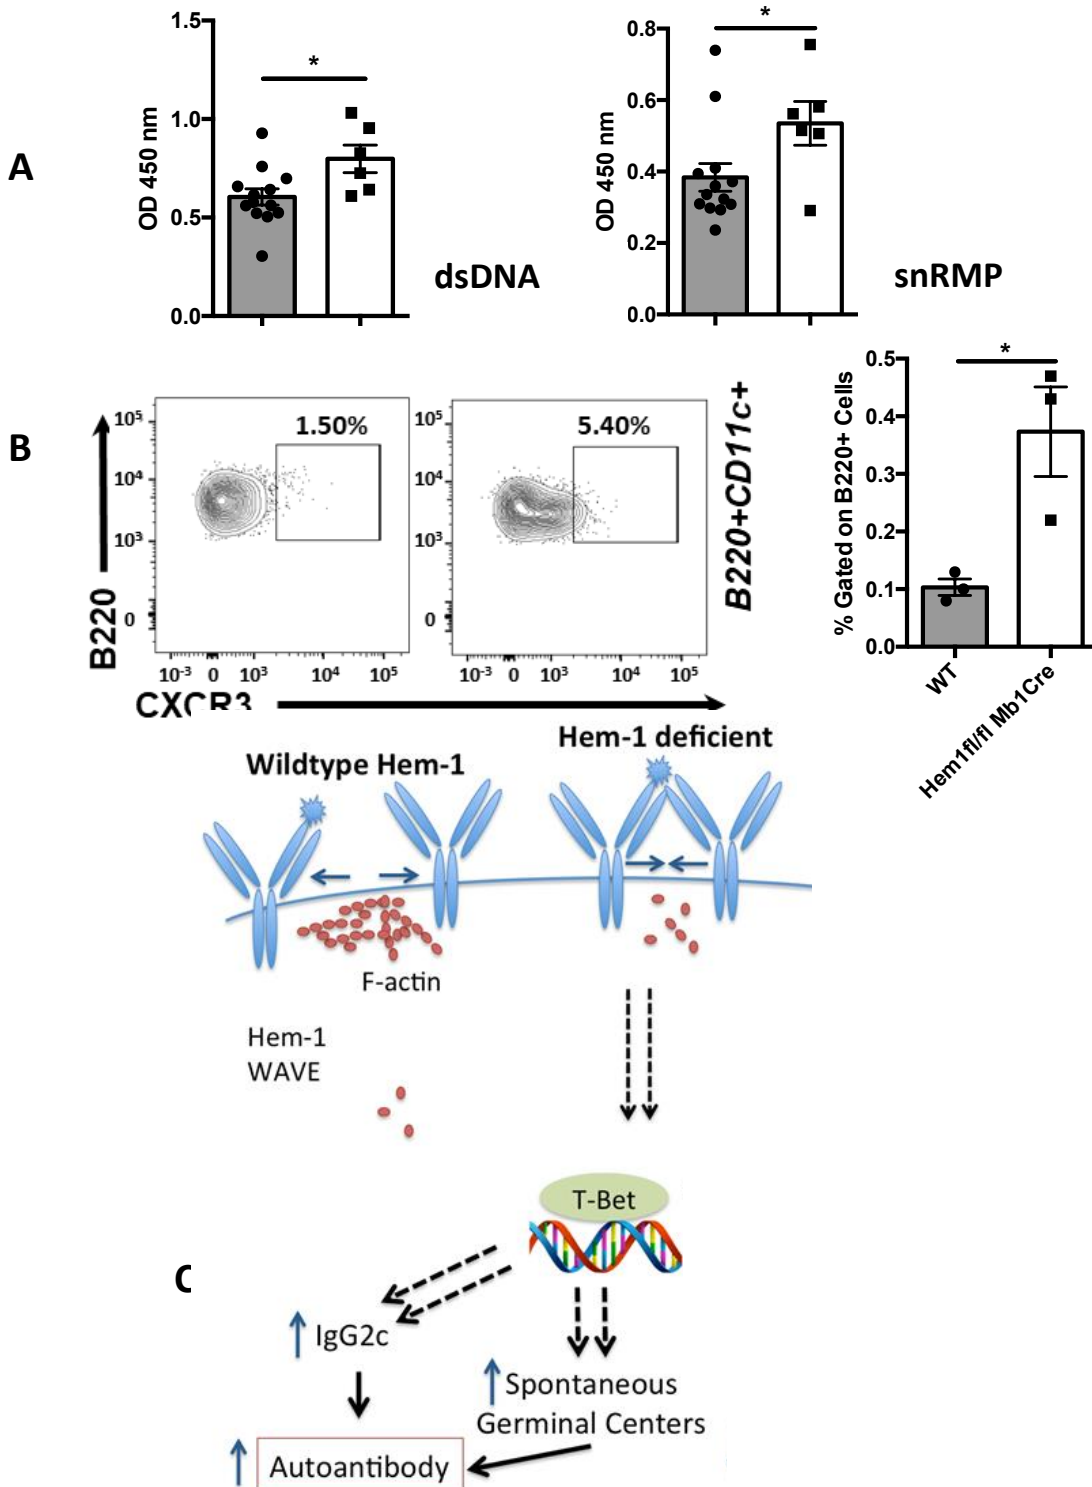 A
OD 450 nm
1.5
1.0
0.5
0.0
*
dsDNA
OD 450 nm
0.8
0.6
0.4
0.2
0.0
*
snRMP
B
B220
10⁵
10⁴
10³
0
1.50%
10⁻³ 0 10³ 10⁴ 10⁵
10⁵
10⁴
10³
0
5.40%
10⁻³ 0 10³ 10⁴ 10⁵
CXCR3
B220+CD11c+
% Gated on B220+ Cells
0.5
0.4
0.3
0.2
0.1
0.0
*
WT
Hem1fl/fl Mb1Cre
C
Wildtype Hem-1
Hem-1 deficient
F-actin
Hem-1
WAVE
T-Bet
IgG2c
Spontaneous
Germinal Centers
Autoantibody